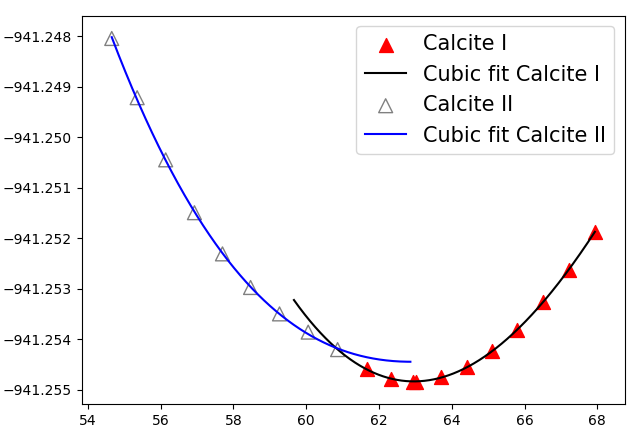 −941.248
−941.249
−941.250
−941.251
−941.252
−941.253
−941.254
−941.255
54 56 58 60 62 64 66 68
Calcite I
Cubic fit Calcite I
Calcite II
Cubic fit Calcite II